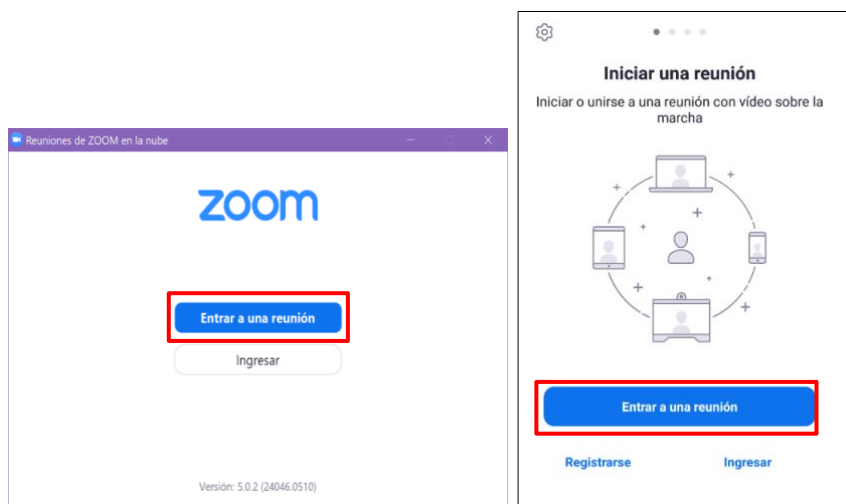 Reuniones de ZOOM en la nube
zoom
Entrar a una reunión
Ingresar
Versión: 5.0.2 (24046.0510)
Iniciar una reunión
Iniciar o unirse a una reunión con vídeo sobre la
marcha
Entrar a una reunión
Registrarse
Ingresar